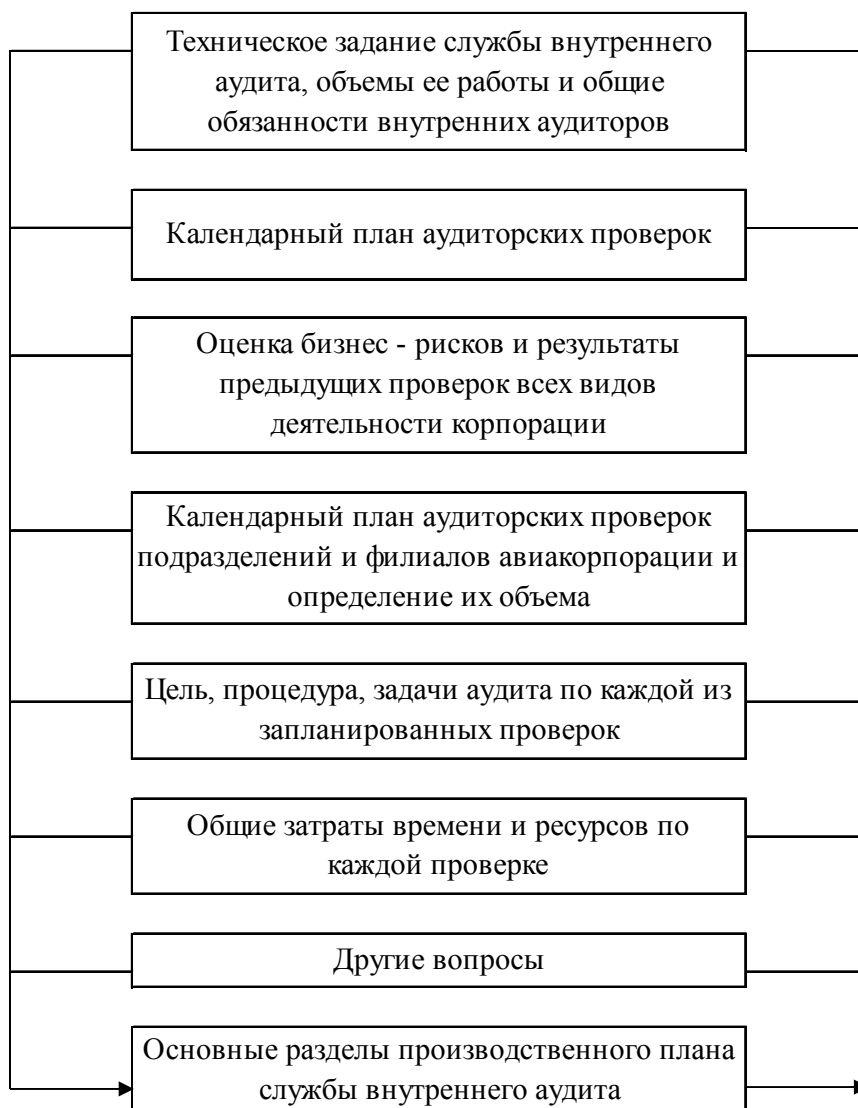 Техническое задание службы внутреннего
аудита, объемы ее работы и общие
обязанности внутренних аудиторов
Календарный план аудиторских проверок
Оценка бизнес - рисков и результаты
предыдущих проверок всех видов
деятельности корпорации
Календарный план аудиторских проверок
подразделений и филиалов авиакорпорации и
определение их объема
Цель, процедура, задачи аудита по каждой из
запланированных проверок
Общие затраты времени и ресурсов по
каждой проверке
Другие вопросы
Основные разделы производственного плана
службы внутреннего аудита